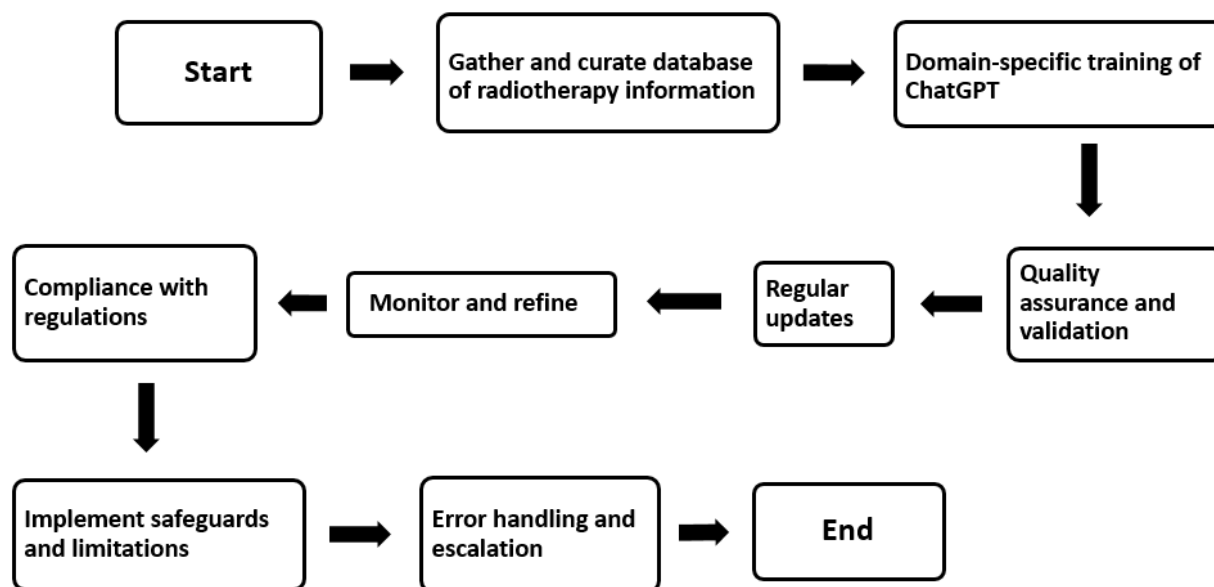 Start
Gather and curate database
of radiotherapy information
Domain-specific training of
ChatGPT
Quality
assurance and
validation
Regular
updates
Monitor and refine
Compliance with
regulations
Implement safeguards
and limitations
Error handling and
escalation
End